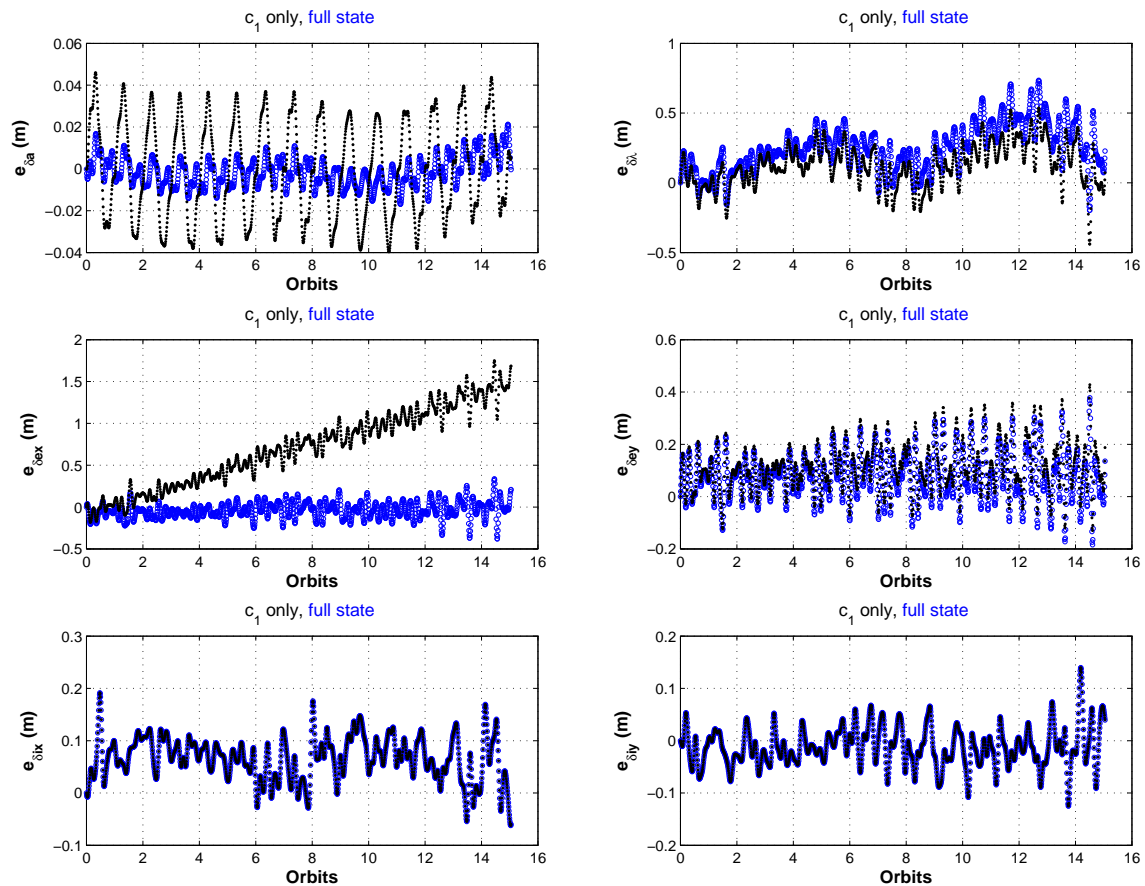 c1 only, full state
e δa (m)
0.06
0.04
0.02
0
−0.02
−0.04
0 2 4 6 8 10 12 14 16
Orbits
c1 only, full state
e δλ (m)
1
0.5
0
−0.5
0 2 4 6 8 10 12 14 16
Orbits
c1 only, full state
e δex (m)
2
1.5
1
0.5
0
−0.5
0 2 4 6 8 10 12 14 16
Orbits
c1 only, full state
e δey (m)
0.6
0.4
0.2
0
−0.2
0 2 4 6 8 10 12 14 16
Orbits
c1 only, full state
e δix (m)
0.3
0.2
0.1
0
−0.1
0 2 4 6 8 10 12 14 16
Orbits
c1 only, full state
e δiy (m)
0.2
0.1
0
−0.1
−0.2
0 2 4 6 8 10 12 14 16
Orbits